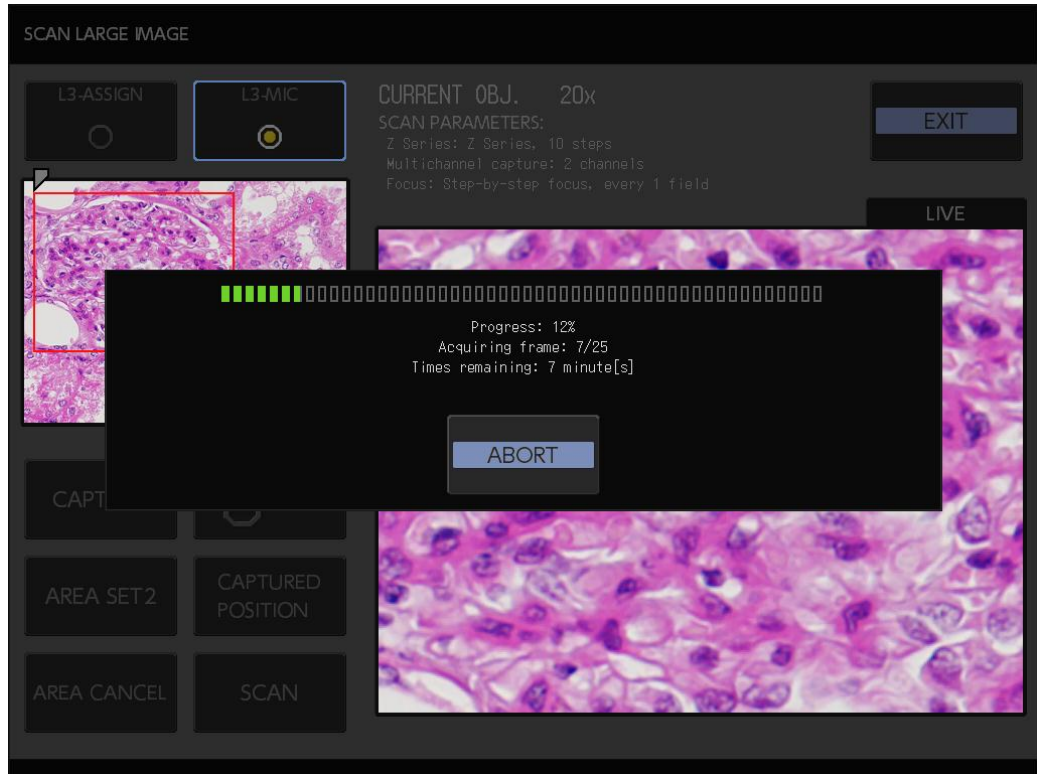 SCAN LARGE IMAGE
L3-ASSIGN
L3-MIC
CURRENT OBJ. 20x
SCAN PARAMETERS:
Z Series: Z Series, 10 steps
Multichannel capture: 2 channels
Focus: Step-by-step focus, every 1 field
EXIT
LIVE
Progress: 12%
Acquiring frame: 7/25
Times remaining: 7 minute[s]
ABORT
CAPT
AREA SET2
CAPTURED
POSITION
AREA CANCEL
SCAN